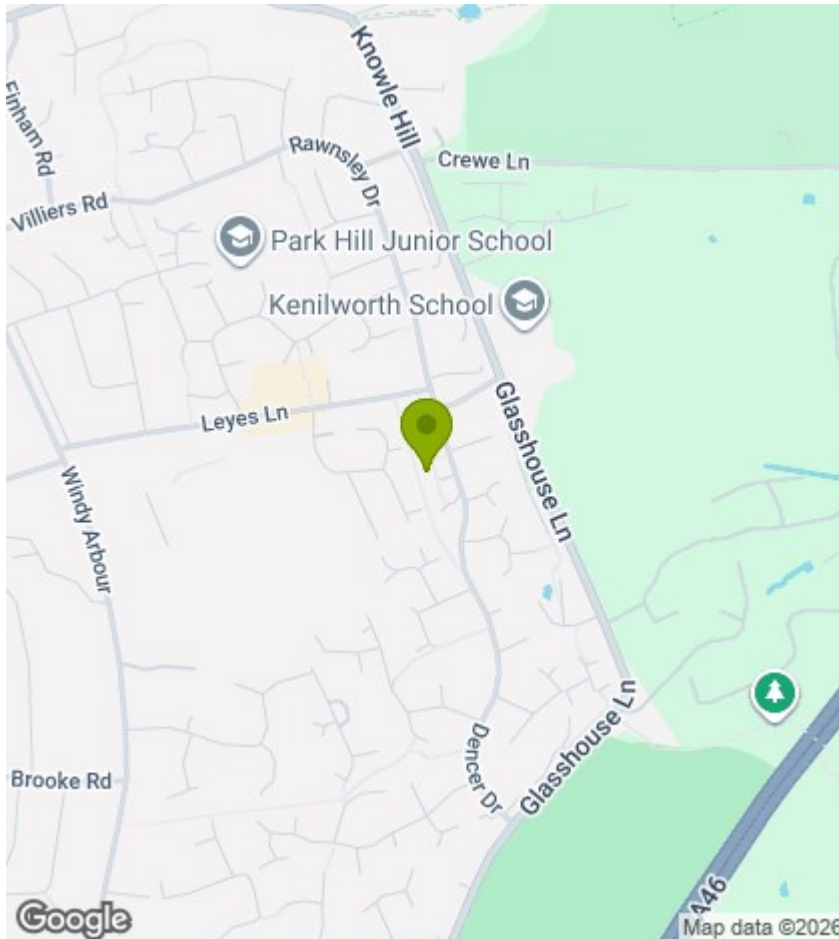 Knowle Hill
Finham Rd
Rawnsley Dr
Crewe Ln
Villiers Rd
Park Hill Junior School
Kenilworth School
Leyes Ln
Glasshouse Ln
Windy Arbour
Glasshouse Ln
Dencer Dr
Brooke Rd
A46
Google
Map data ©2026